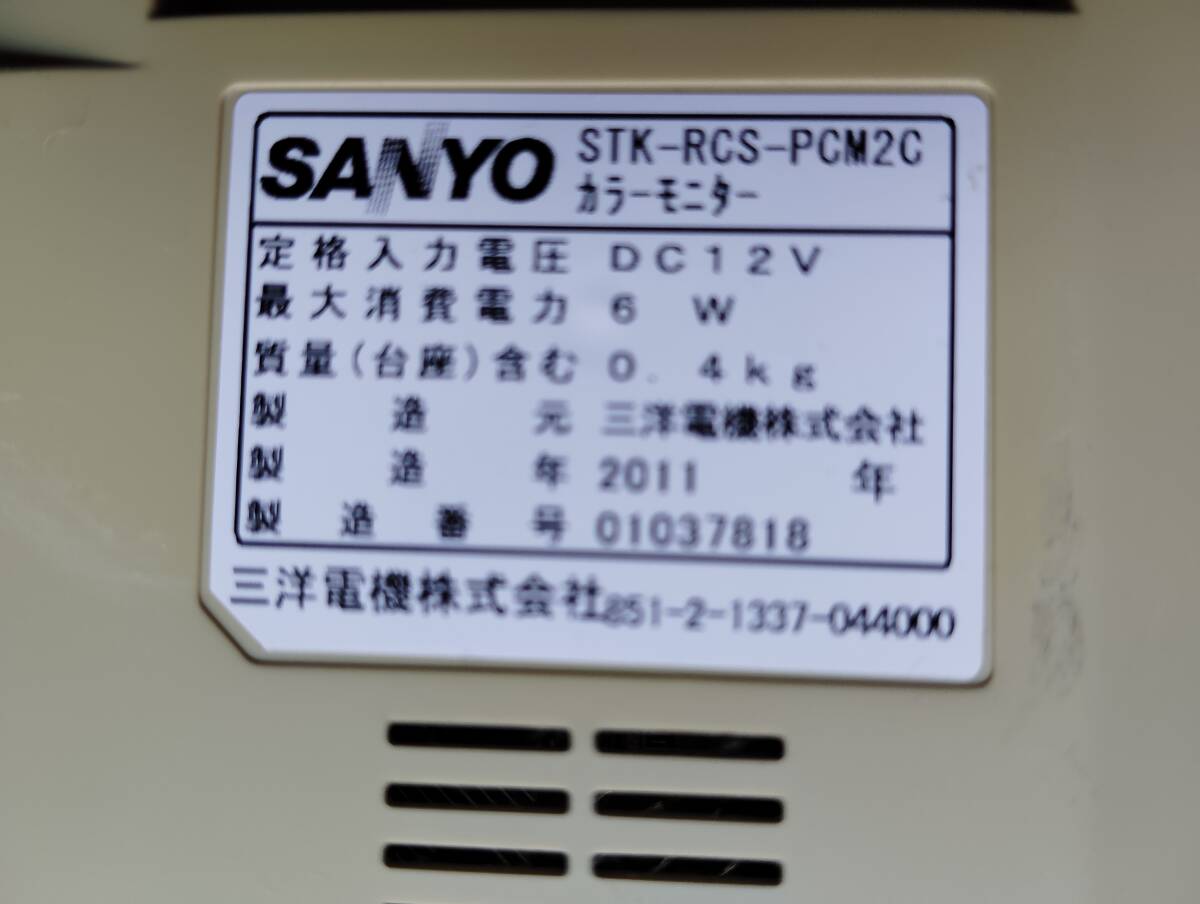 SANYO STK-RCS-PCM2C
カラーモニター
定格入力電圧 DC12V
最大消費電力 6 W
質量(台座)含む 0.4kg
製造元 三洋電機株式会社
製造年 2011 年
製造番号 01037818
三洋電機株式会社 851-2-1337-044000